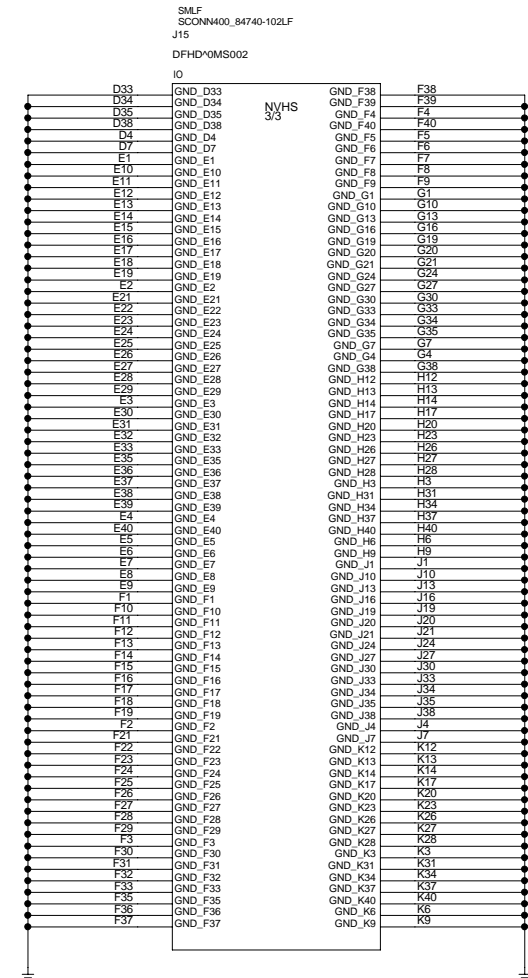 SMLF
SCONN400_84740-102LF
J15
DFHD^0MS002
IO
NVHS
3/3
D33 GND_D33 GND_F38 F38
D34 GND_D34 GND_F39 F39
D35 GND_D35 GND_F4 F4
D38 GND_D38 GND_F40 F40
D4 GND_D4 GND_F5 F5
D7 GND_D7 GND_F6 F6
E1 GND_E1 GND_F7 F7
E10 GND_E10 GND_F8 F8
E11 GND_E11 GND_F9 F9
E12 GND_E12 GND_G1 G1
E13 GND_E13 GND_G10 G10
E14 GND_E14 GND_G13 G13
E15 GND_E15 GND_G16 G16
E16 GND_E16 GND_G19 G19
E17 GND_E17 GND_G20 G20
E18 GND_E18 GND_G21 G21
E19 GND_E19 GND_G24 G24
E2 GND_E2 GND_G27 G27
E21 GND_E21 GND_G30 G30
E22 GND_E22 GND_G33 G33
E23 GND_E23 GND_G34 G34
E24 GND_E24 GND_G35 G35
E25 GND_E25 GND_G7 G7
E26 GND_E26 GND_G4 G4
E27 GND_E27 GND_G38 G38
E28 GND_E28 GND_H12 H12
E29 GND_E29 GND_H13 H13
E3 GND_E3 GND_H14 H14
E30 GND_E30 GND_H17 H17
E31 GND_E31 GND_H20 H20
E32 GND_E32 GND_H23 H23
E33 GND_E33 GND_H26 H26
E35 GND_E35 GND_H27 H27
E36 GND_E36 GND_H28 H28
E37 GND_E37 GND_H3 H3
E38 GND_E38 GND_H31 H31
E39 GND_E39 GND_H34 H34
E4 GND_E4 GND_H37 H37
E40 GND_E40 GND_H40 H40
E5 GND_E5 GND_H6 H6
E6 GND_E6 GND_H9 H9
E7 GND_E7 GND_J1 J1
E8 GND_E8 GND_J10 J10
E9 GND_E9 GND_J13 J13
F1 GND_F1 GND_J16 J16
F10 GND_F10 GND_J19 J19
F11 GND_F11 GND_J20 J20
F12 GND_F12 GND_J21 J21
F13 GND_F13 GND_J24 J24
F14 GND_F14 GND_J27 J27
F15 GND_F15 GND_J30 J30
F16 GND_F16 GND_J33 J33
F17 GND_F17 GND_J34 J34
F18 GND_F18 GND_J35 J35
F19 GND_F19 GND_J38 J38
F2 GND_F2 GND_J4 J4
F21 GND_F21 GND_J7 J7
F22 GND_F22 GND_K12 K12
F23 GND_F23 GND_K13 K13
F24 GND_F24 GND_K14 K14
F25 GND_F25 GND_K17 K17
F26 GND_F26 GND_K20 K20
F27 GND_F27 GND_K23 K23
F28 GND_F28 GND_K26 K26
F29 GND_F29 GND_K27 K27
F3 GND_F3 GND_K28 K28
F30 GND_F30 GND_K3 K3
F31 GND_F31 GND_K31 K31
F32 GND_F32 GND_K34 K34
F33 GND_F33 GND_K37 K37
F35 GND_F35 GND_K40 K40
F36 GND_F36 GND_K6 K6
F37 GND_F37 GND_K9 K9